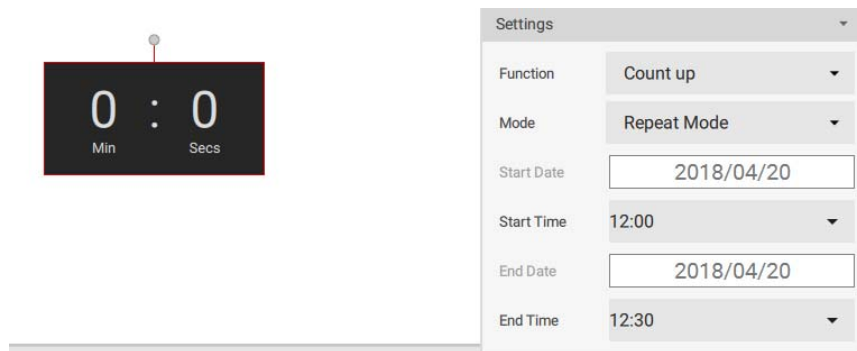 0 : 0
Min Secs
Settings
Function Count up
Mode Repeat Mode
Start Date 2018/04/20
Start Time 12:00
End Date 2018/04/20
End Time 12:30